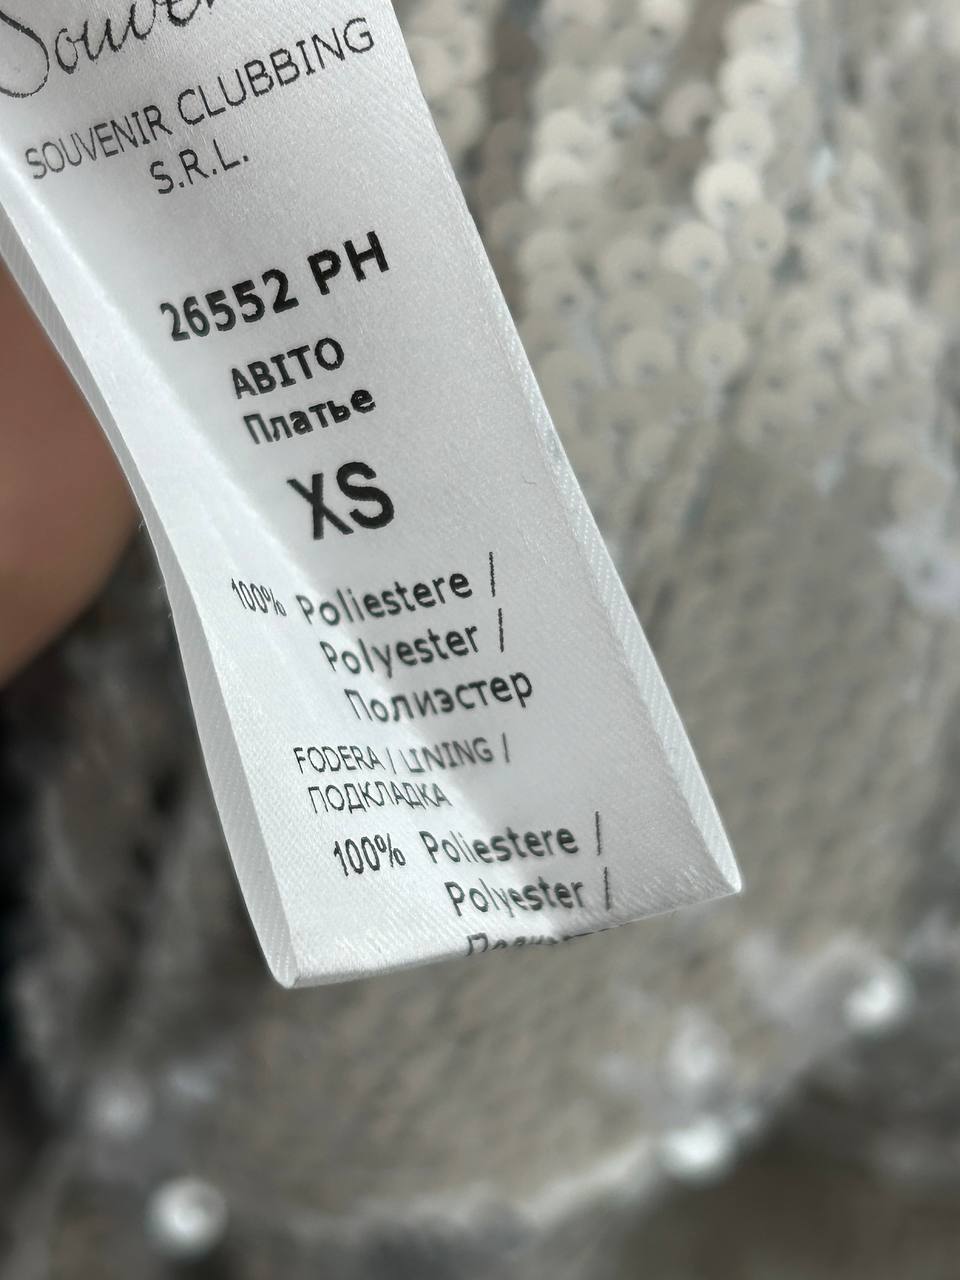 SOUVENIR CLUBBING
S.R.L.
26552 PH
ABITO
Платье
XS
100% Poliestere /
Polyester /
Полиэстер
FODERA / LINING /
ПОДКЛАДКА
100% Poliestere /
Polyester /